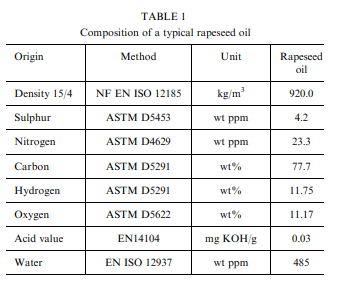 TABLE 1
Composition of a typical rapeseed oil
Origin Method Unit Rapeseed
oil
Density 15/4 NF EN ISO 12185 kg/m³ 920.0
Sulphur ASTM D5453 wt ppm 4.2
Nitrogen ASTM D4629 wt ppm 23.3
Carbon ASTM D5291 wt% 77.7
Hydrogen ASTM D5291 wt% 11.75
Oxygen ASTM D5622 wt% 11.17
Acid value EN14104 mg KOH/g 0.03
Water EN ISO 12937 wt ppm 485